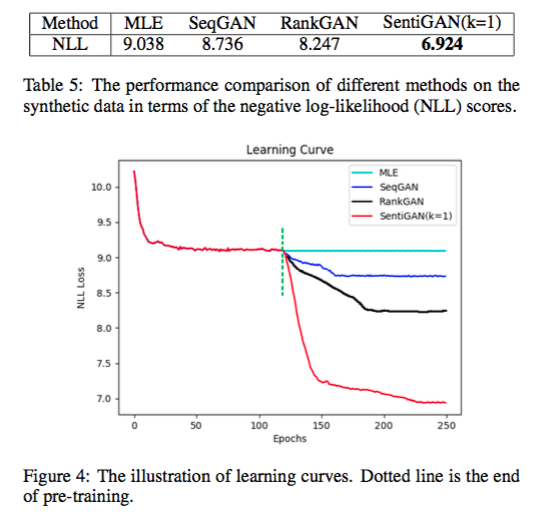 Method MLE SeqGAN RankGAN SentiGAN(k=1)
NLL 9.038 8.736 8.247 6.924
Table 5: The performance comparison of different methods on the
synthetic data in terms of the negative log-likelihood (NLL) scores.
Learning Curve
MLE
SeqGAN
RankGAN
SentiGAN(k=1)
10.0
9.5
9.0
8.5
8.0
7.5
7.0
NLL Loss
0 50 100 150 200 250
Epochs
Figure 4: The illustration of learning curves. Dotted line is the end
of pre-training.